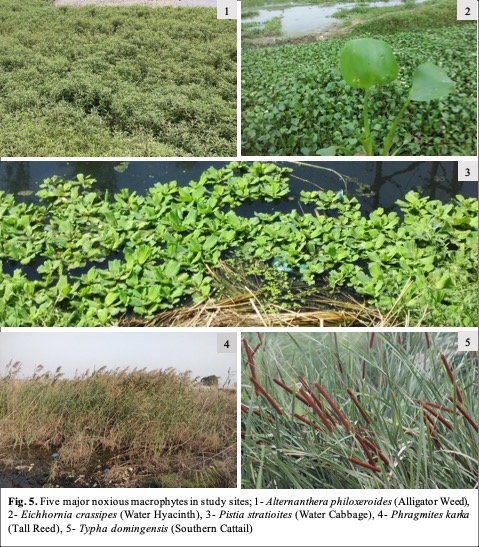 1
2
3
4
5
Fig. 5. Five major noxious macrophytes in study sites; 1- Alternanthera philoxeroides (Alligator Weed),
2- Eichhornia crassipes (Water Hyacinth), 3- Pistia stratioites (Water Cabbage), 4- Phragmites karka
(Tall Reed), 5- Typha domingensis (Southern Cattail)